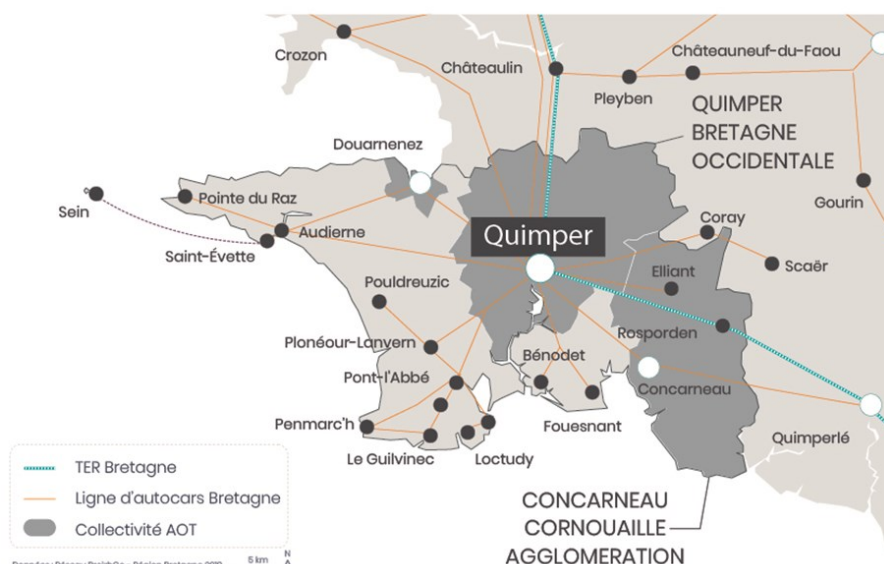 Crozon
Châteaulin
Châteauneuf-du-Faou
Pleyben
QUIMPER
BRETAGNE
OCCIDENTALE
Douarnenez
Gourin
Sein
Pointe du Raz
Audierne
Saint-Évette
Quimper
Coray
Scaër
Elliant
Pouldreuzic
Rosporden
Plonéour-Lanvern
Bénodet
Pont-l'Abbé
Concarneau
Penmarc'h
Fouesnant
Le Guilvinec
Loctudy
Quimperlé
TER Bretagne
Ligne d'autocars Bretagne
Collectivité AOT
CONCARNEAU
CORNOUAILLE
AGGLOMERATION
5 km
N